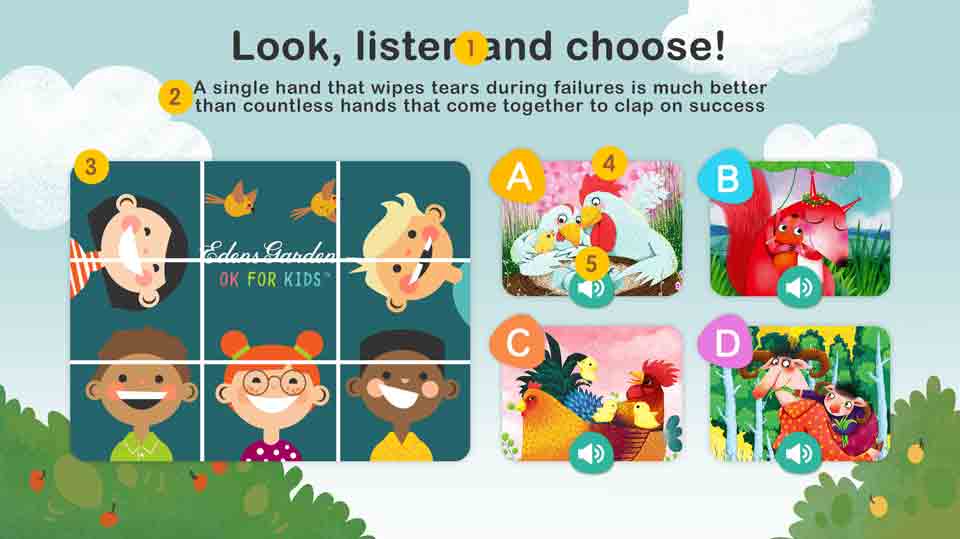 Look, listen and choose!
1
2
A single hand that wipes tears during failures is much better
than countless hands that come together to clap on success
3
Edens Garden
OK FOR KIDS™
A
4
5
B
C
D